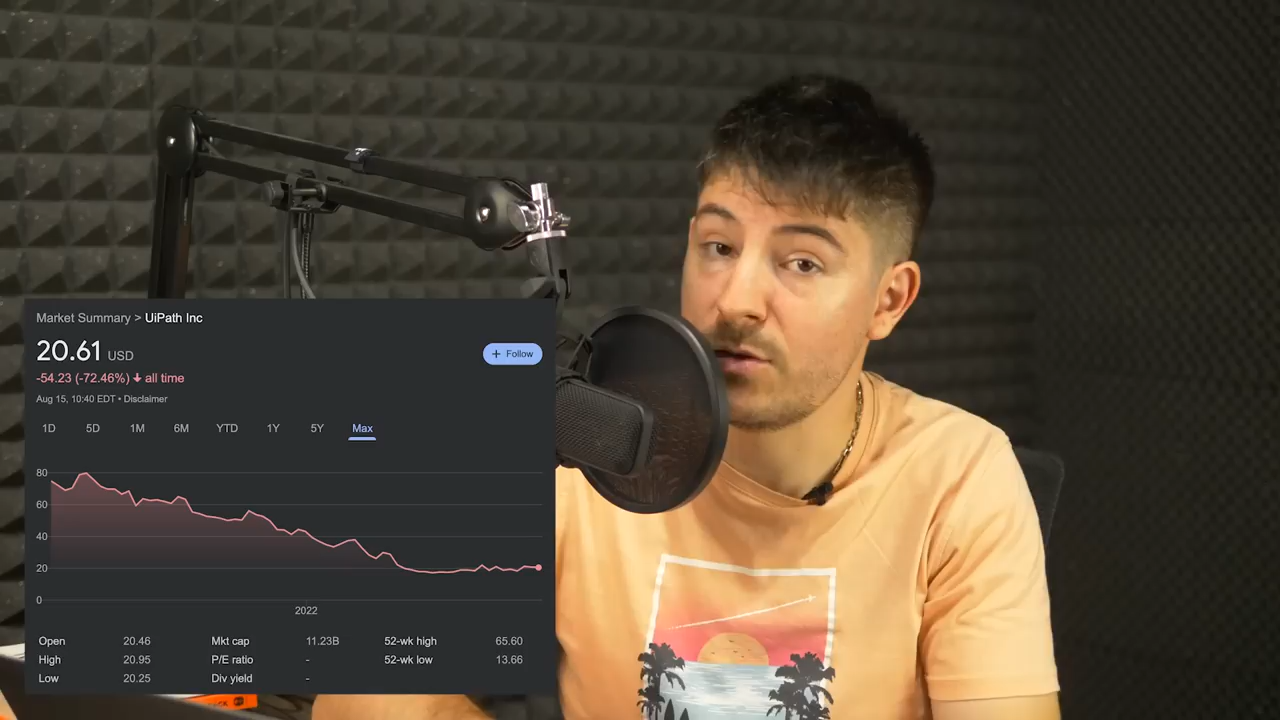 Market Summary > UiPath Inc
20.61 USD
+ Follow
-54.23 (-72.46%) ↓ all time
Aug 15, 10:40 EDT • Disclaimer
1D 5D 1M 6M YTD 1Y 5Y Max
80
60
40
20
0
2022
Open 20.46 Mkt cap 11.23B 52-wk high 65.60
High 20.95 P/E ratio - 52-wk low 13.66
Low 20.25 Div yield -